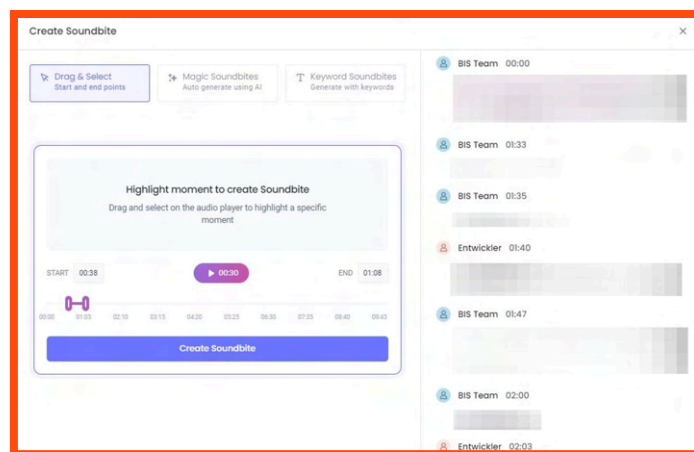 Create Soundbite
Drag & Select
Start and end points
Magic Soundbites
Auto generate using AI
Keyword Soundbites
Generate with keywords
Highlight moment to create Soundbite
Drag and select on the audio player to highlight a specific
moment
START 00:38 00:30 END 01:08
00:00 01:05 02:10 03:15 04:20 05:25 06:30 07:35 08:40 09:45
Create Soundbite
BIS Team 00:00
BIS Team 01:33
BIS Team 01:35
Entwickler 01:40
BIS Team 01:47
BIS Team 02:00
Entwickler 02:03